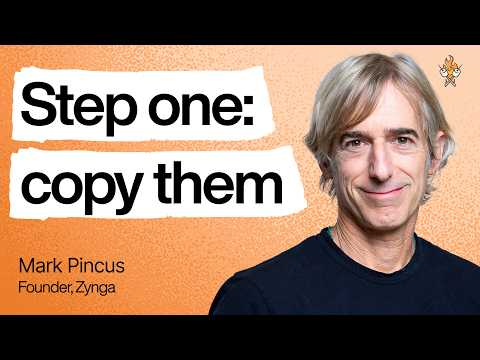 Step one:
copy them
Mark Pincus
Founder, Zynga